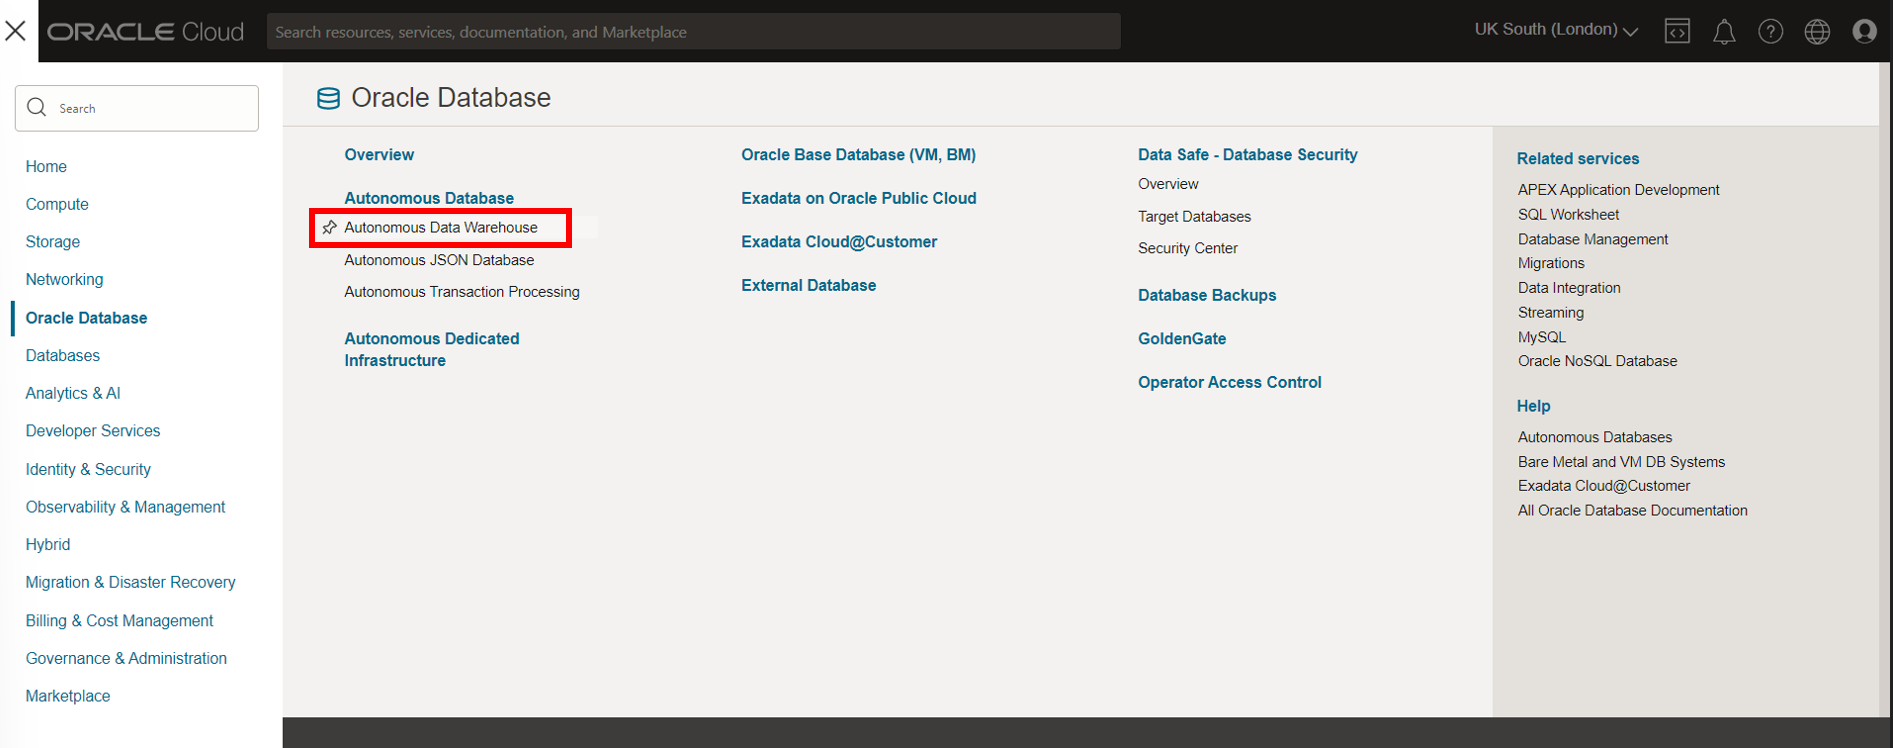 ORACLE Cloud
Search resources, services, documentation, and Marketplace
UK South (London)
Search
Home
Compute
Storage
Networking
Oracle Database
Databases
Analytics & AI
Developer Services
Identity & Security
Observability & Management
Hybrid
Migration & Disaster Recovery
Billing & Cost Management
Governance & Administration
Marketplace
Oracle Database
Overview
Autonomous Database
Autonomous Data Warehouse
Autonomous JSON Database
Autonomous Transaction Processing
Autonomous Dedicated
Infrastructure
Oracle Base Database (VM, BM)
Exadata on Oracle Public Cloud
Exadata Cloud@Customer
External Database
Data Safe - Database Security
Overview
Target Databases
Security Center
Database Backups
GoldenGate
Operator Access Control
Related services
APEX Application Development
SQL Worksheet
Database Management
Migrations
Data Integration
Streaming
MySQL
Oracle NoSQL Database
Help
Autonomous Databases
Bare Metal and VM DB Systems
Exadata Cloud@Customer
All Oracle Database Documentation